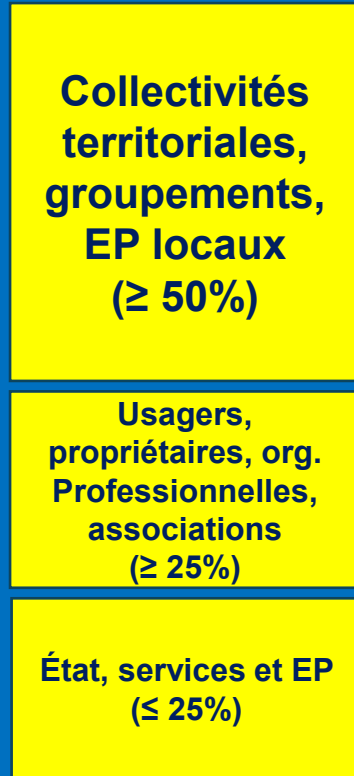 Collectivités
territoriales,
groupements,
EP locaux
(≥ 50%)
Usagers,
propriétaires, org.
Professionnelles,
associations
(≥ 25%)
État, services et EP
(≤ 25%)